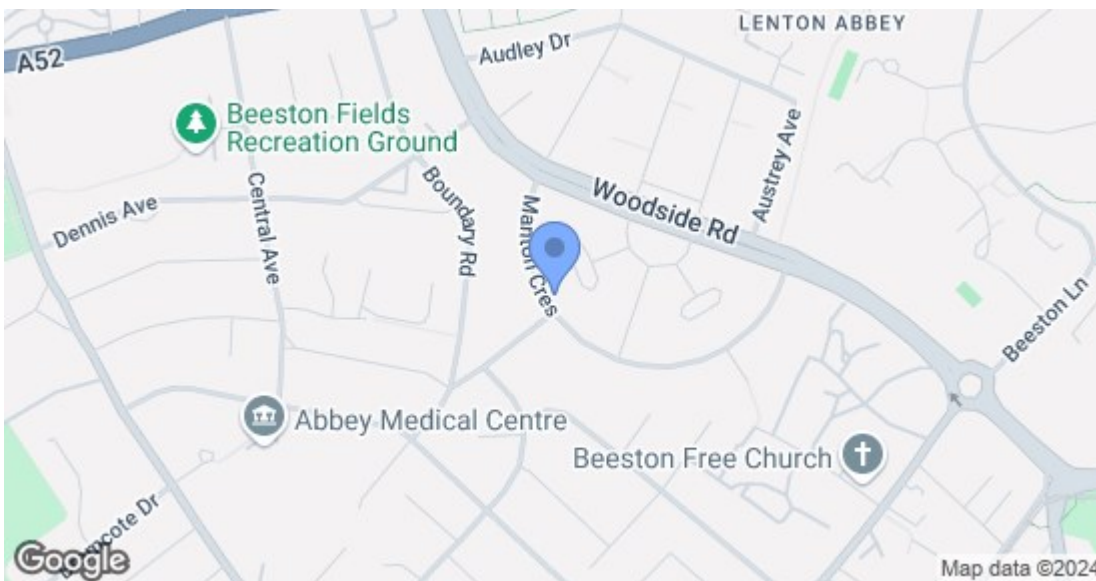 LENTON ABBEY
A52
Audley Dr
Beeston Fields
Recreation Ground
Boundary Rd
Manton Cres
Woodside Rd
Austrey Ave
Dennis Ave
Central Ave
Beeston Ln
Abbey Medical Centre
Beeston Free Church
Google
Map data ©2024